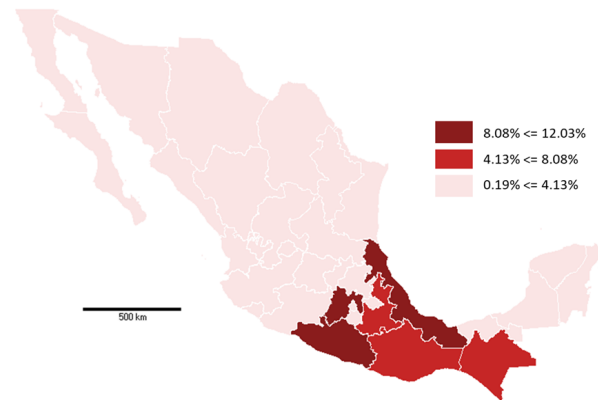 8.08% <= 12.03%
4.13% <= 8.08%
0.19% <= 4.13%
500 km